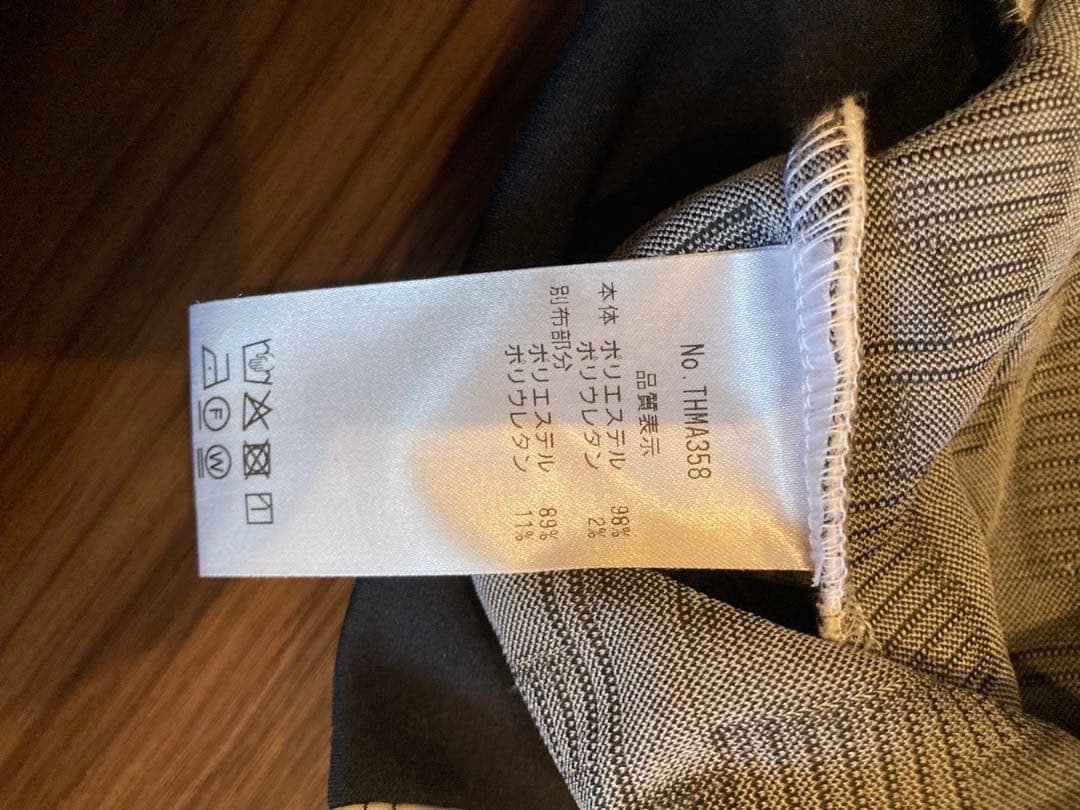 No.THMA358
品質表示
本体 ポリエステル 98%
ポリウレタン 2%
別布部分
ポリエステル 89%
ポリウレタン 11%
F W